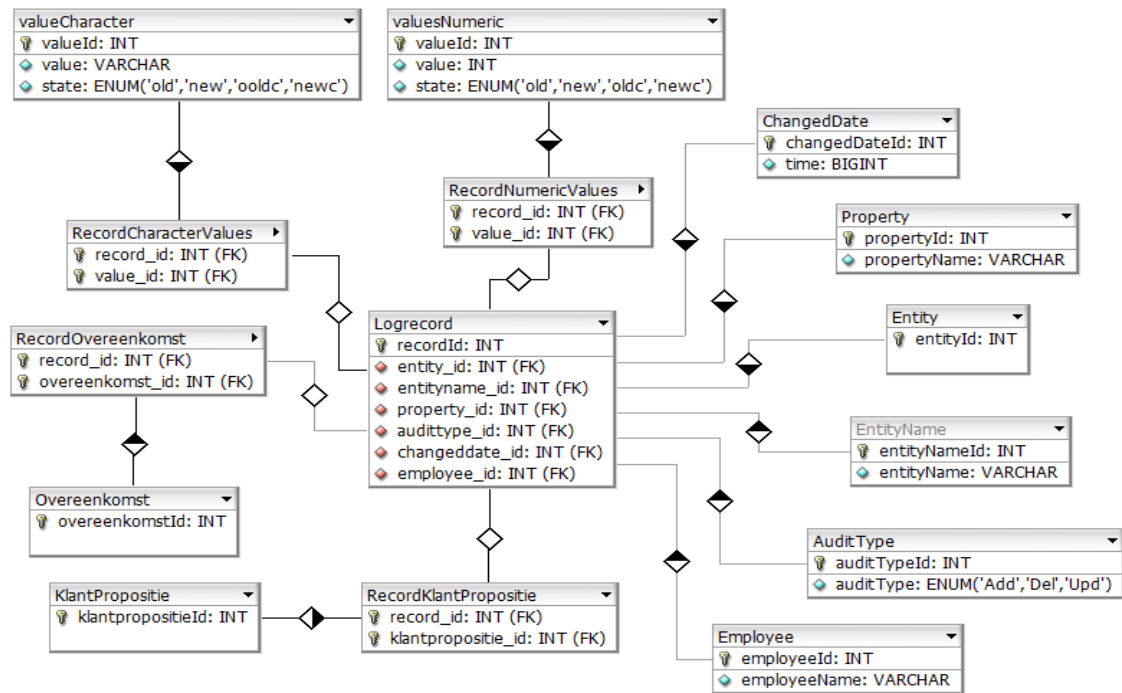 valueCharacter
valueId: INT
value: VARCHAR
state: ENUM('old','new','ooldc','newc')
valuesNumeric
valueId: INT
value: INT
state: ENUM('old','new','oldc','newc')
ChangedDate
changedDateId: INT
time: BIGINT
RecordNumericValues
record_id: INT (FK)
value_id: INT (FK)
Property
propertyId: INT
propertyName: VARCHAR
RecordCharacterValues
record_id: INT (FK)
value_id: INT (FK)
Logrecord
recordId: INT
entity_id: INT (FK)
entityname_id: INT (FK)
property_id: INT (FK)
audittype_id: INT (FK)
changeddate_id: INT (FK)
employee_id: INT (FK)
Entity
entityId: INT
RecordOvereenkomst
record_id: INT (FK)
overeenkomst_id: INT (FK)
EntityName
entityNameId: INT
entityName: VARCHAR
Overeenkomst
overeenkomstId: INT
AuditType
auditTypeId: INT
auditType: ENUM('Add','Del','Upd')
KlantPropositie
klantpropositieId: INT
RecordKlantPropositie
record_id: INT (FK)
klantpropositie_id: INT (FK)
Employee
employeeId: INT
employeeName: VARCHAR